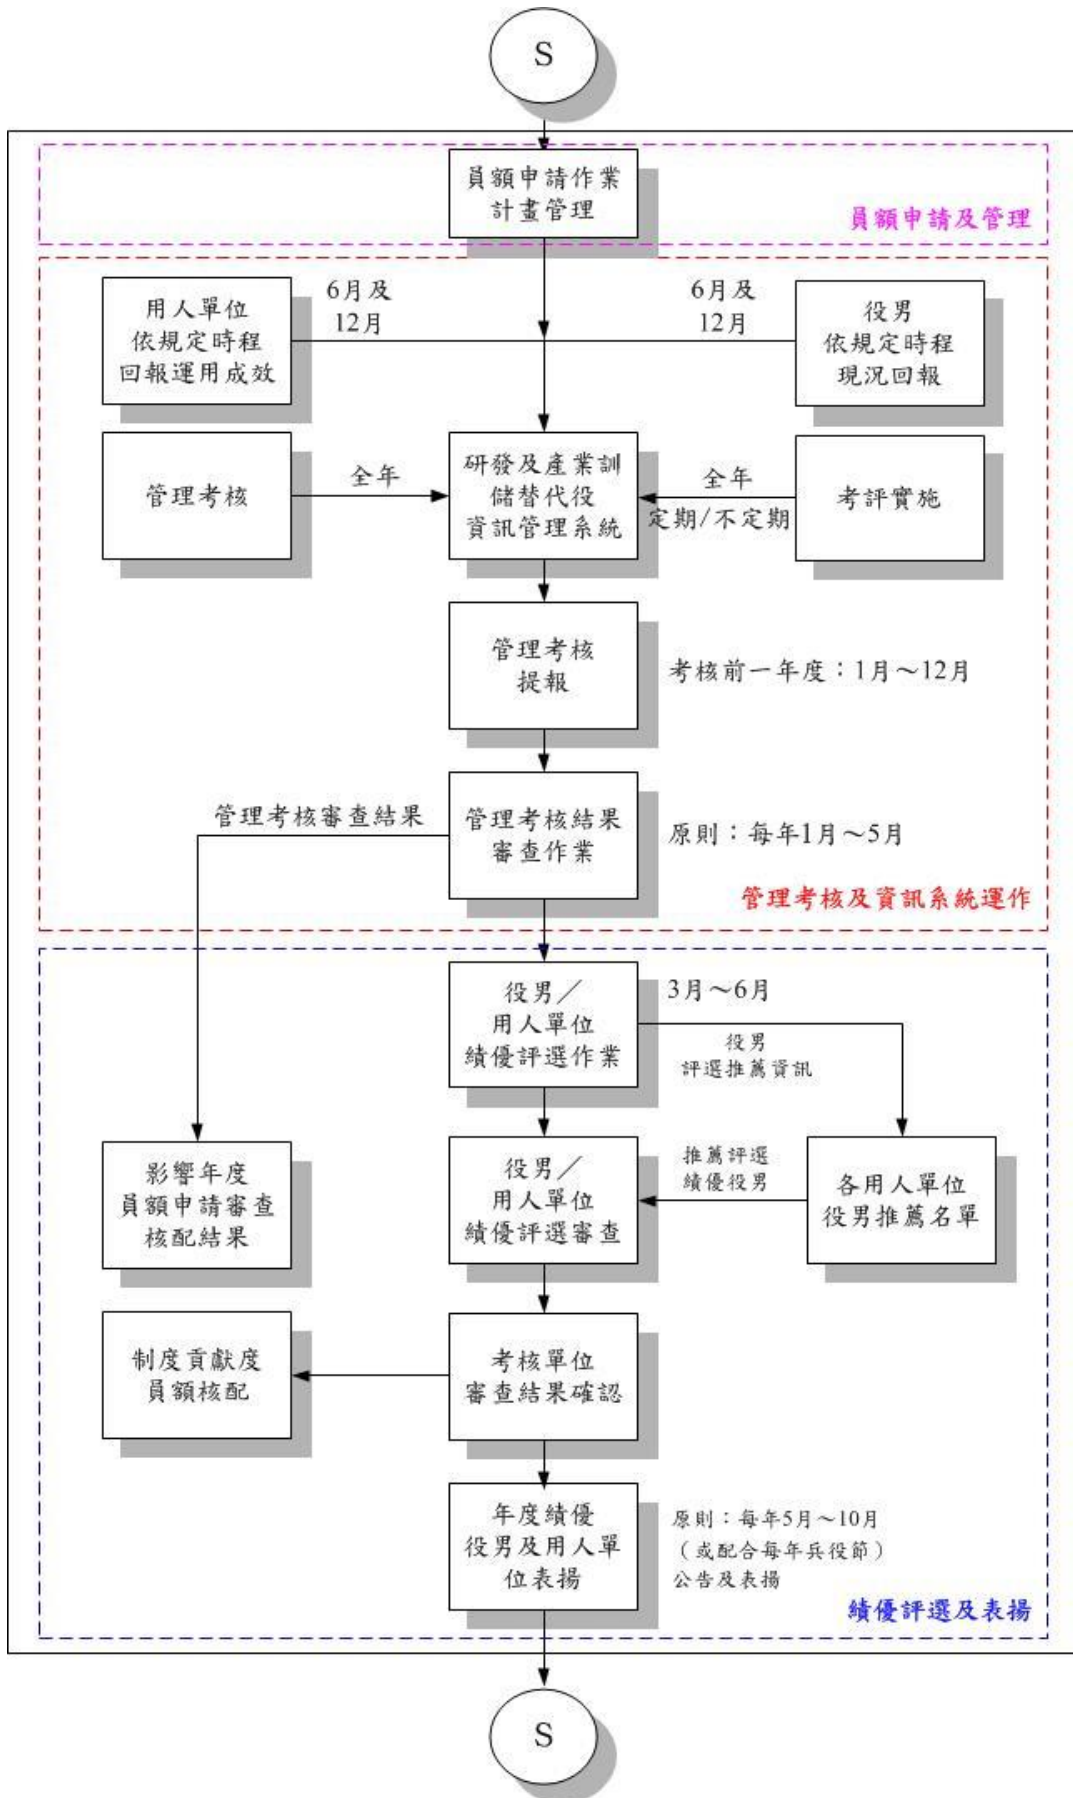 S
員額申請作業
計畫管理
員額申請及管理
用人單位
依規定時程
回報運用成效
6月及
12月
6月及
12月
役男
依規定時程
現況回報
管理考核
全年
研發及產業訓
儲替代役
資訊管理系統
全年
定期/不定期
考評實施
管理考核
提報
考核前一年度：1月～12月
管理考核審查結果
管理考核結果
審查作業
原則：每年1月～5月
管理考核及資訊系統運作
役男／
用人單位
績優評選作業
3月～6月
役男
評選推薦資訊
影響年度
員額申請審查
核配結果
役男／
用人單位
績優評選審查
推薦評選
績優役男
各用人單位
役男推薦名單
制度貢獻度
員額核配
考核單位
審查結果確認
年度績優
役男及用人單
位表揚
原則：每年5月～10月
（或配合每年兵役節）
公告及表揚
績優評選及表揚
S